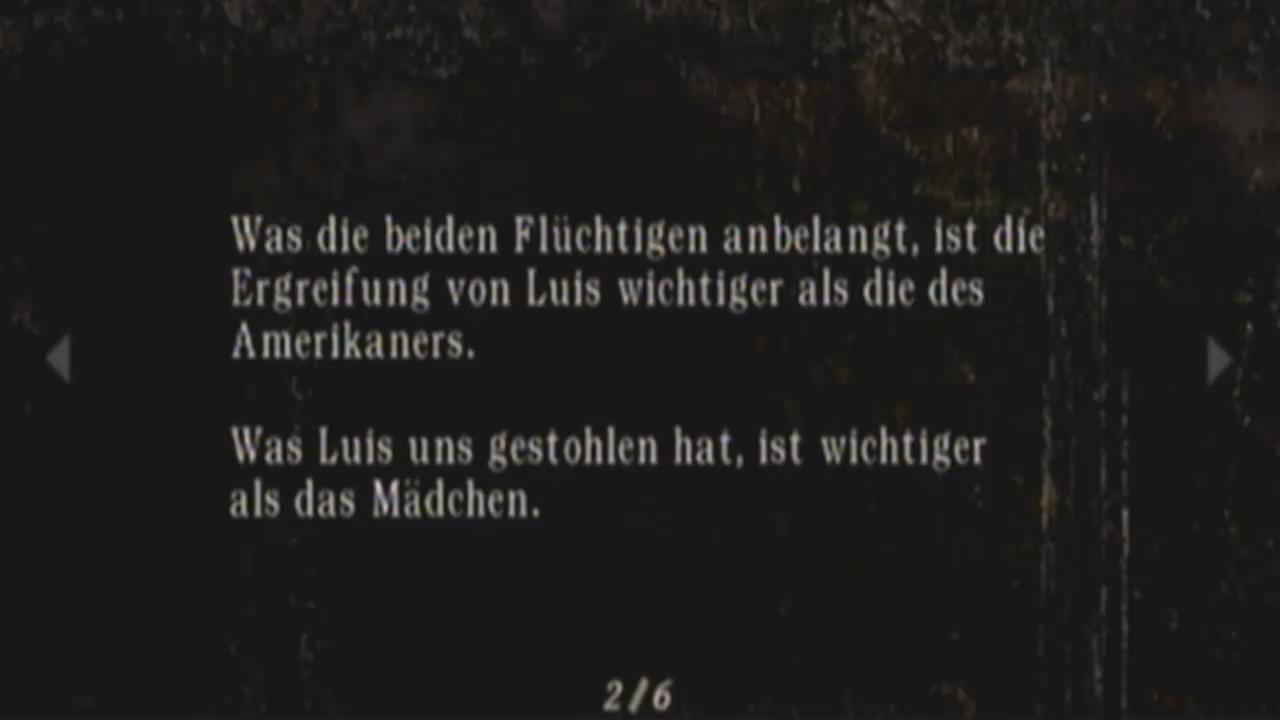 Was die beiden Flüchtigen anbelangt, ist die
Ergreifung von Luis wichtiger als die des
Amerikaners.
Was Luis uns gestohlen hat, ist wichtiger
als das Mädchen.
2/6